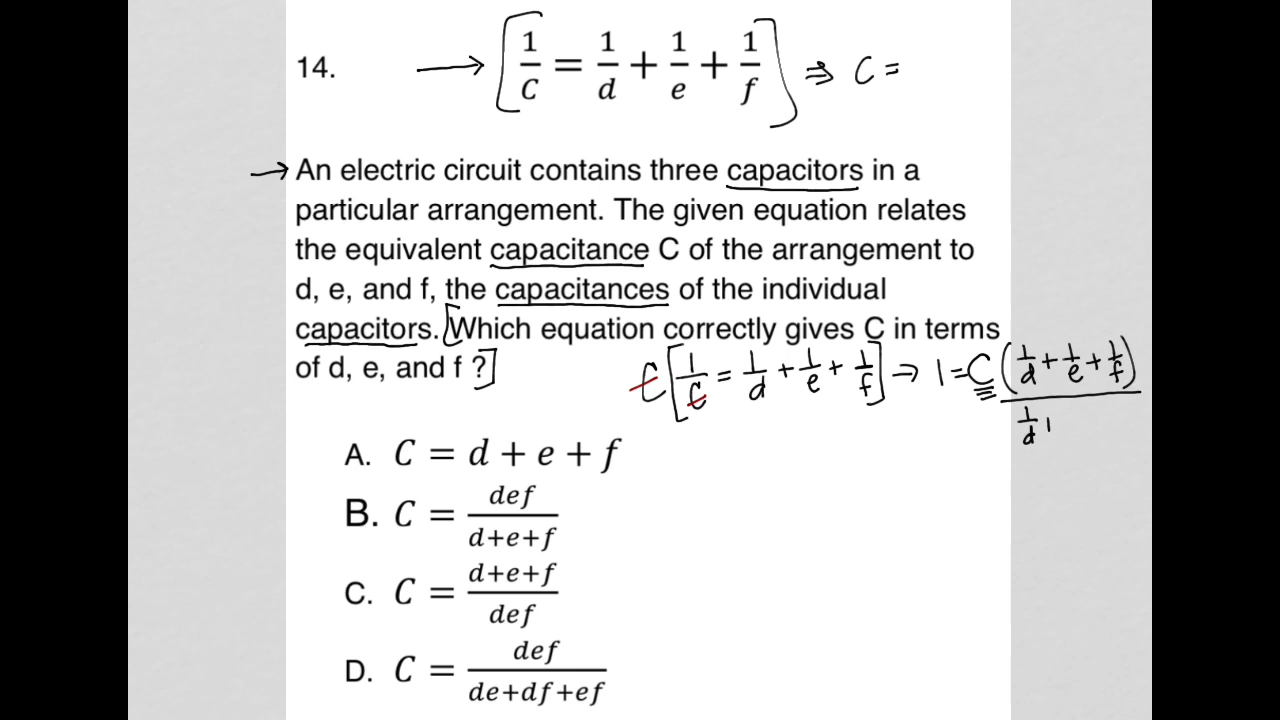 14. → [1/C = 1/d + 1/e + 1/f] ⇒ C =
→ An electric circuit contains three capacitors in a
particular arrangement. The given equation relates
the equivalent capacitance C of the arrangement to
d, e, and f, the capacitances of the individual
capacitors. [Which equation correctly gives C in terms
of d, e, and f ?]
C[1/C = 1/d + 1/e + 1/f] → 1 = C(1/d + 1/e + 1/f)
1/d 1
A. C = d + e + f
B. C = def/(d+e+f)
C. C = (d+e+f)/def
D. C = def/(de+df+ef)